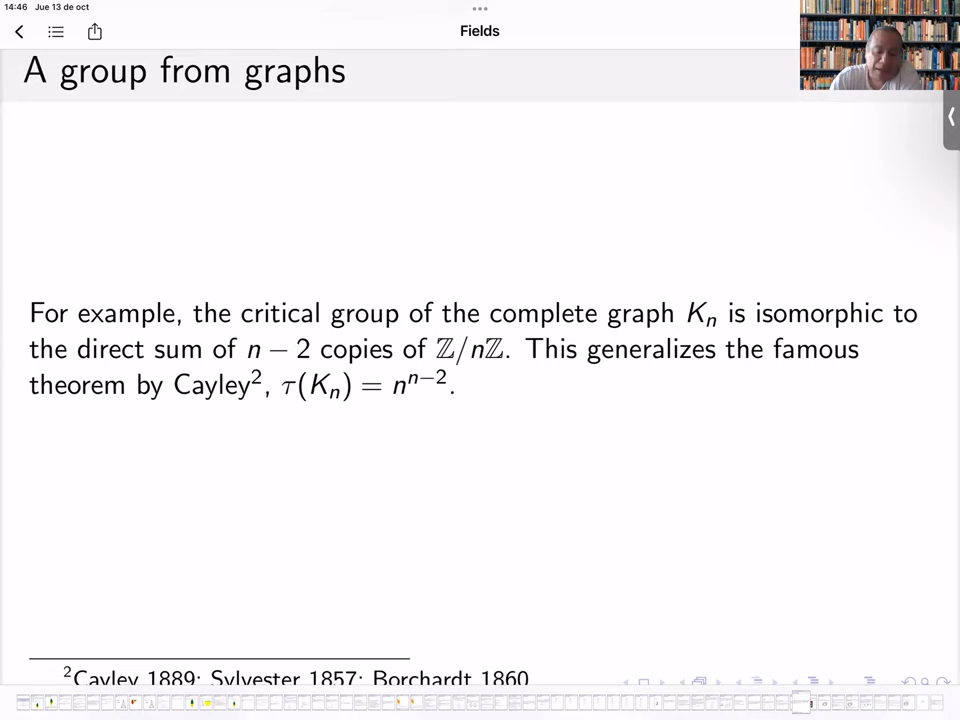 14:46 Jue 13 de oct
Fields
A group from graphs
For example, the critical group of the complete graph Kₙ is isomorphic to
the direct sum of n − 2 copies of ℤ/nℤ. This generalizes the famous
theorem by Cayley², τ(Kₙ) = nⁿ⁻².
²Cayley 1889; Sylvester 1857; Borchardt 1860